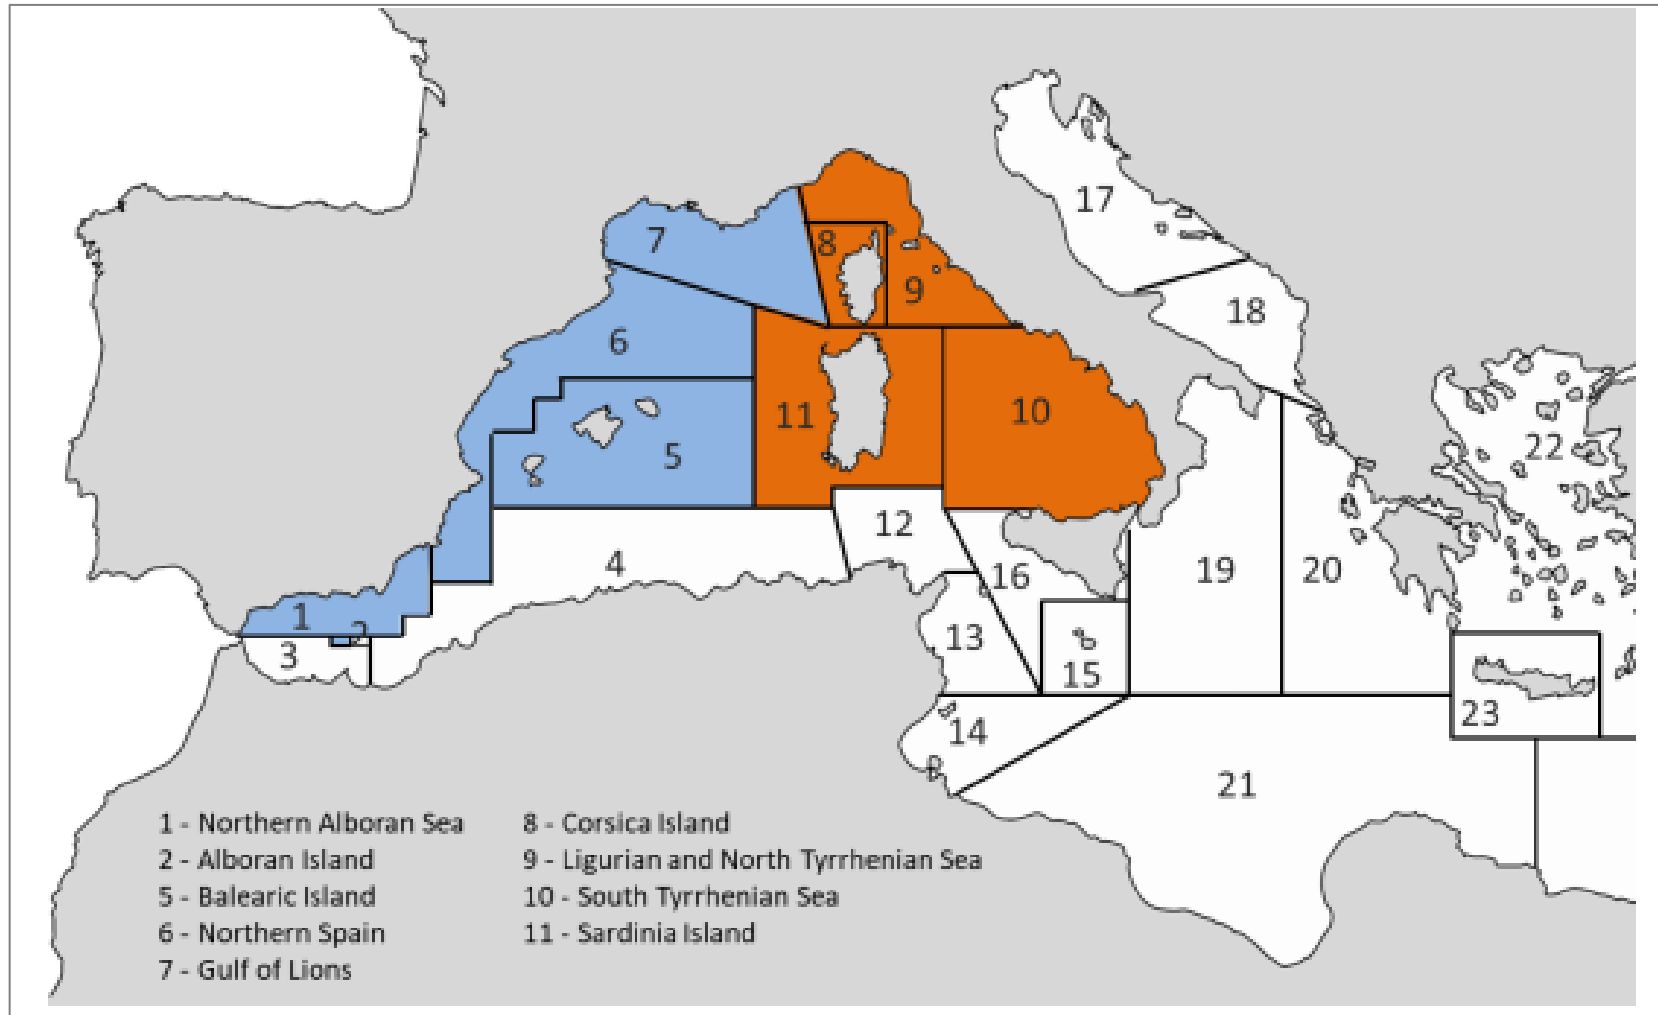 17
7
8
9
18
6
10
11
22
5
12
4
16
19
20
1
2
3
13
15
23
14
21
1 - Northern Alboran Sea
2 - Alboran Island
5 - Balearic Island
6 - Northern Spain
7 - Gulf of Lions
8 - Corsica Island
9 - Ligurian and North Tyrrhenian Sea
10 - South Tyrrhenian Sea
11 - Sardinia Island